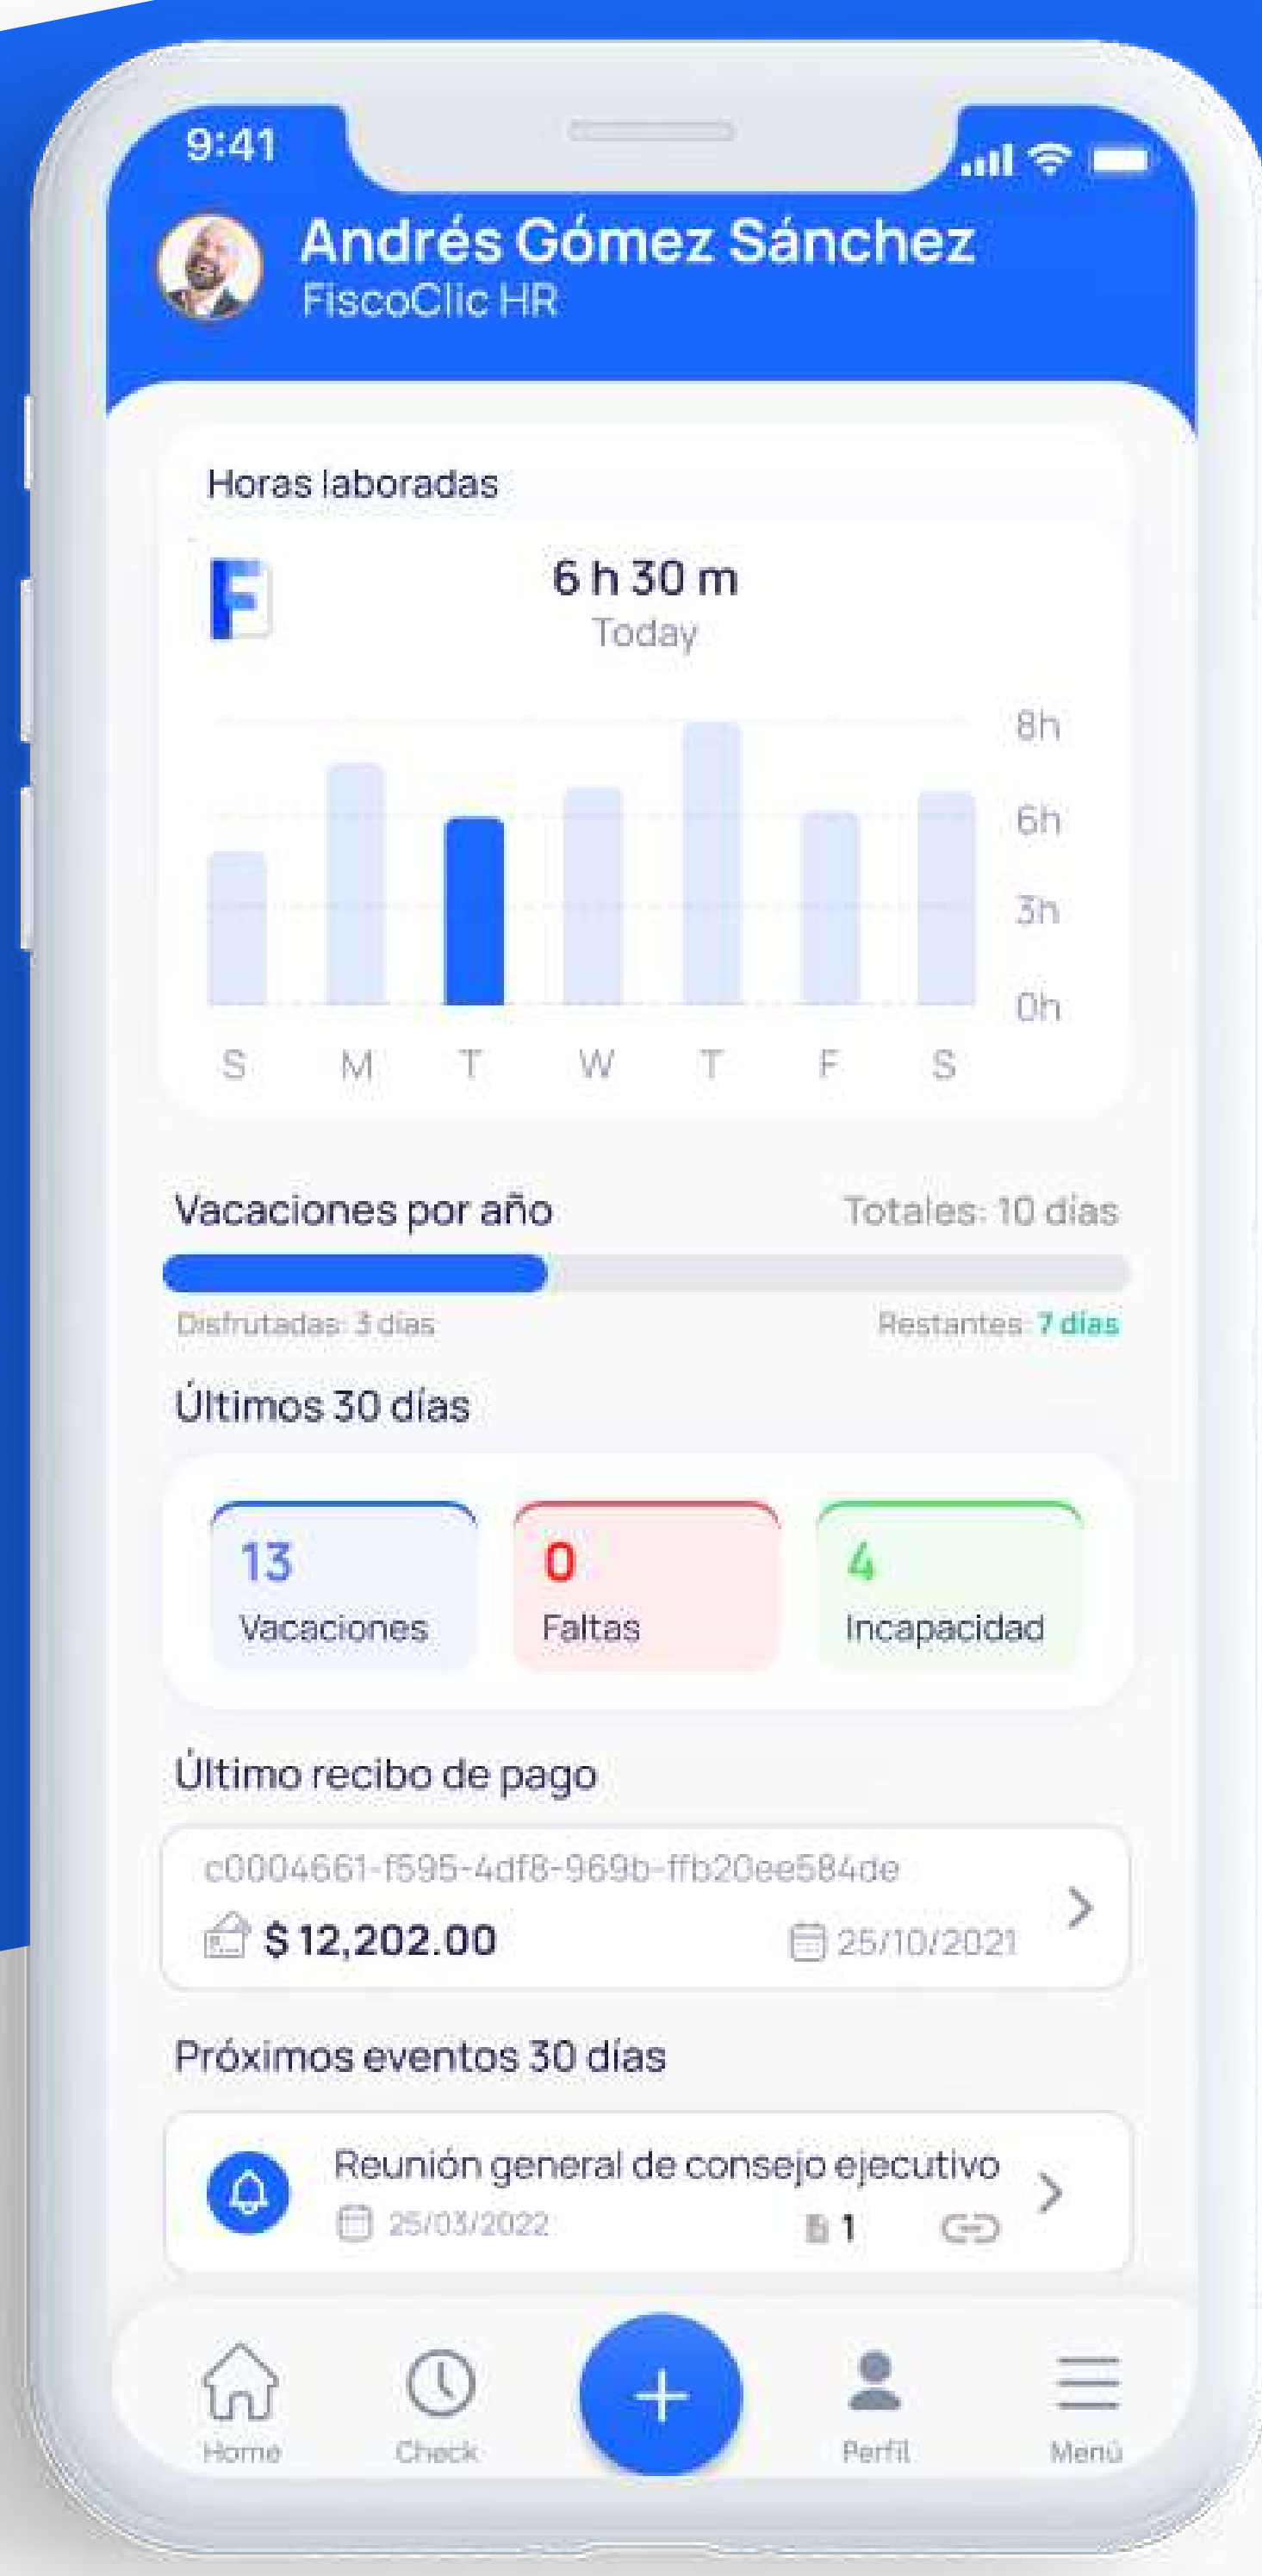 9:41
Andrés Gómez Sánchez
FiscoClic HR
Horas laboradas
F
6 h 30 m
Today
8h
6h
3h
0h
S M T W T F S
Vacaciones por año Totales: 10 días
Disfrutadas: 3 días Restantes: 7 días
Últimos 30 días
13 0 4
Vacaciones Faltas Incapacidad
Último recibo de pago
c0004661-f595-4df8-969b-ffb20ee584de
$ 12,202.00 25/10/2021
Próximos eventos 30 días
Reunión general de consejo ejecutivo
25/03/2022 1
Home Check + Perfil Menú